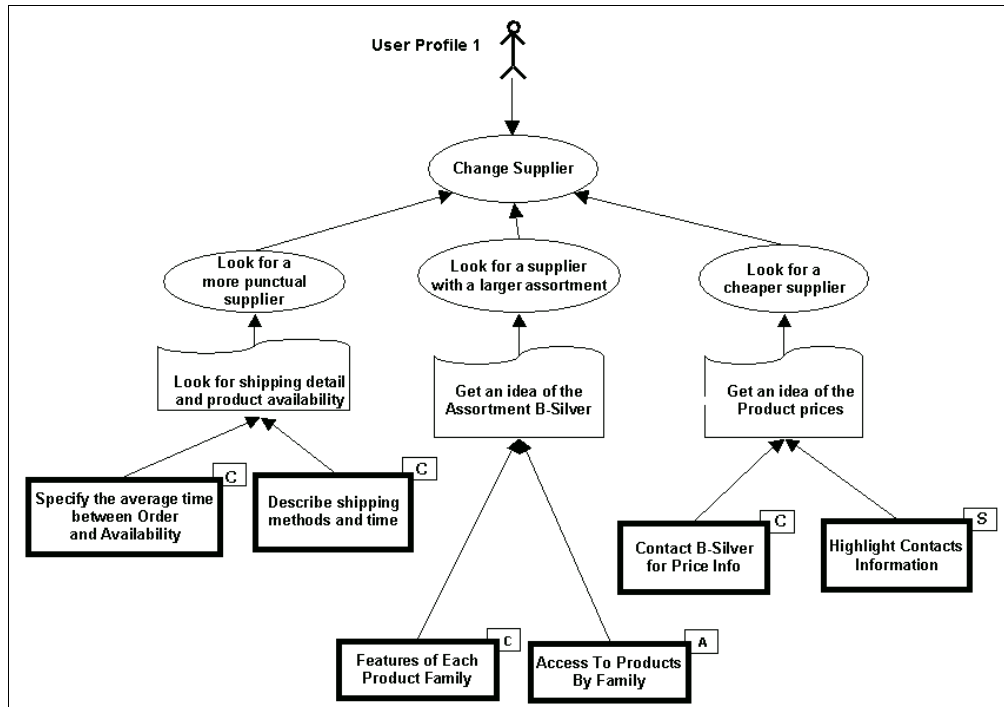 User Profile 1
Change Supplier
Look for a
more punctual
supplier
Look for a supplier
with a larger assortment
Look for a
cheaper supplier
Look for shipping detail
and product availability
Get an idea of the
Assortment B-Silver
Get an idea of the
Product prices
C
Specify the average time
between Order
and Availability
C
Describe shipping
methods and time
C
Contact B-Silver
for Price Info
S
Highlight Contacts
Information
C
Features of Each
Product Family
A
Access To Products
By Family